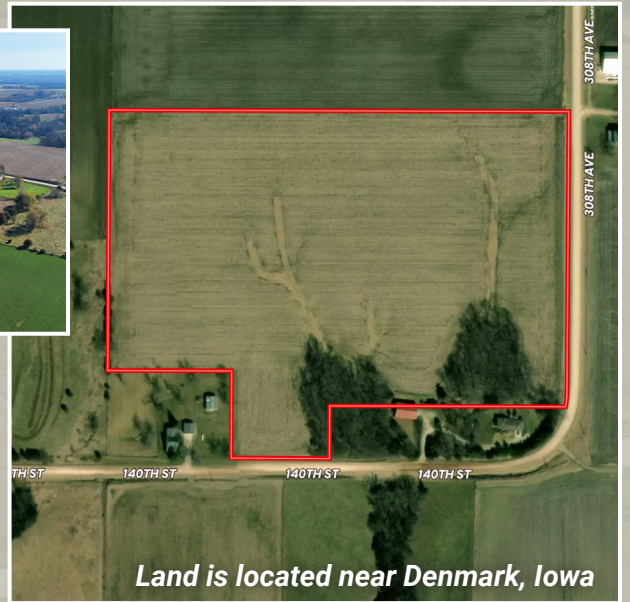 308TH AVE
308TH AVE
TH ST
140TH ST
140TH ST
140TH ST
Land is located near Denmark, Iowa